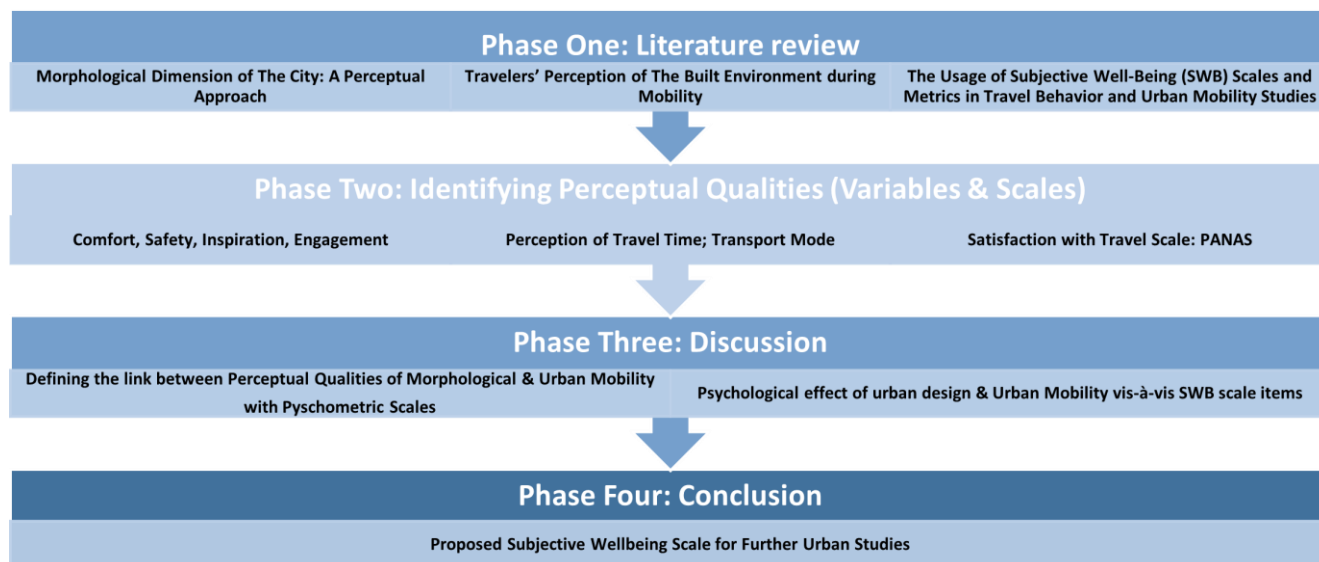 Phase One: Literature review
Morphological Dimension of The City: A Perceptual
Approach
Travelers' Perception of The Built Environment during
Mobility
The Usage of Subjective Well-Being (SWB) Scales and
Metrics in Travel Behavior and Urban Mobility Studies
Phase Two: Identifying Perceptual Qualities (Variables & Scales)
Comfort, Safety, Inspiration, Engagement
Perception of Travel Time; Transport Mode
Satisfaction with Travel Scale: PANAS
Phase Three: Discussion
Defining the link between Perceptual Qualities of Morphological & Urban Mobility
with Pyschometric Scales
Psychological effect of urban design & Urban Mobility vis-à-vis SWB scale items
Phase Four: Conclusion
Proposed Subjective Wellbeing Scale for Further Urban Studies